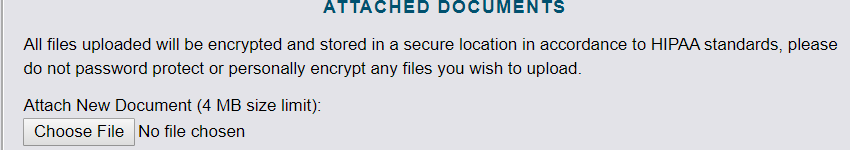 ATTACHED DOCUMENTS
All files uploaded will be encrypted and stored in a secure location in accordance to HIPAA standards, please
do not password protect or personally encrypt any files you wish to upload.
Attach New Document (4 MB size limit):
Choose File No file chosen